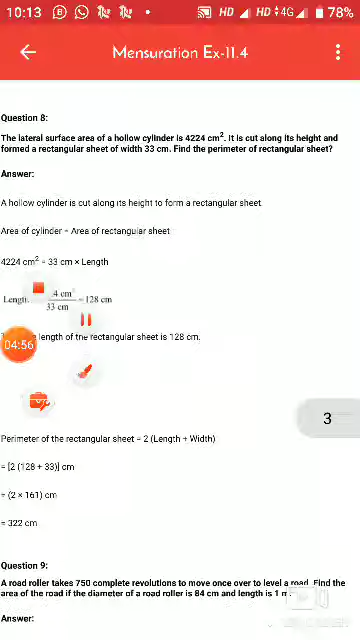 10:13 HD HD 4G 78%
Mensuration Ex-11.4
Question 8:
The lateral surface area of a hollow cylinder is 4224 cm². It is cut along its height and
formed a rectangular sheet of width 33 cm. Find the perimeter of rectangular sheet?
Answer:
A hollow cylinder is cut along its height to form a rectangular sheet.
Area of cylinder = Area of rectangular sheet
4224 cm² = 33 cm × Length
Length 4 cm² / 33 cm = 128 cm
04:56 length of the rectangular sheet is 128 cm.
3
Perimeter of the rectangular sheet = 2 (Length + Width)
= [2 (128 + 33)] cm
= (2 × 161) cm
= 322 cm
Question 9:
A road roller takes 750 complete revolutions to move once over to level a road. Find the
area of the road if the diameter of a road roller is 84 cm and length is 1 m.
Answer: